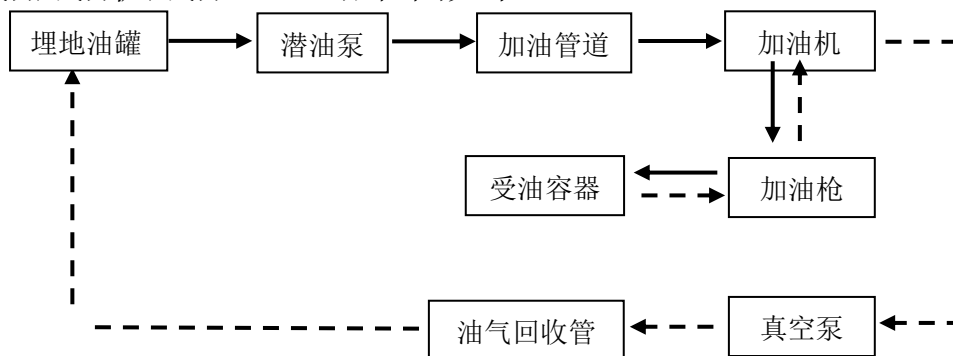 埋地油罐
潜油泵
加油管道
加油机
受油容器
加油枪
油气回收管
真空泵